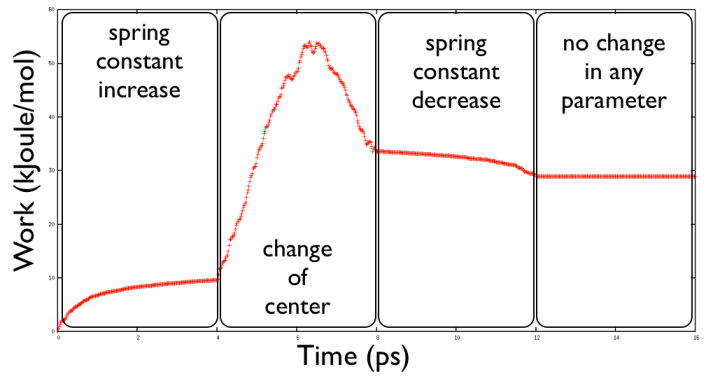 spring
constant
increase
change
of
center
spring
constant
decrease
no change
in any
parameter
Work (kJoule/mol)
60
50
40
30
20
10
0
0
2
4
6
8
10
12
14
16
Time (ps)